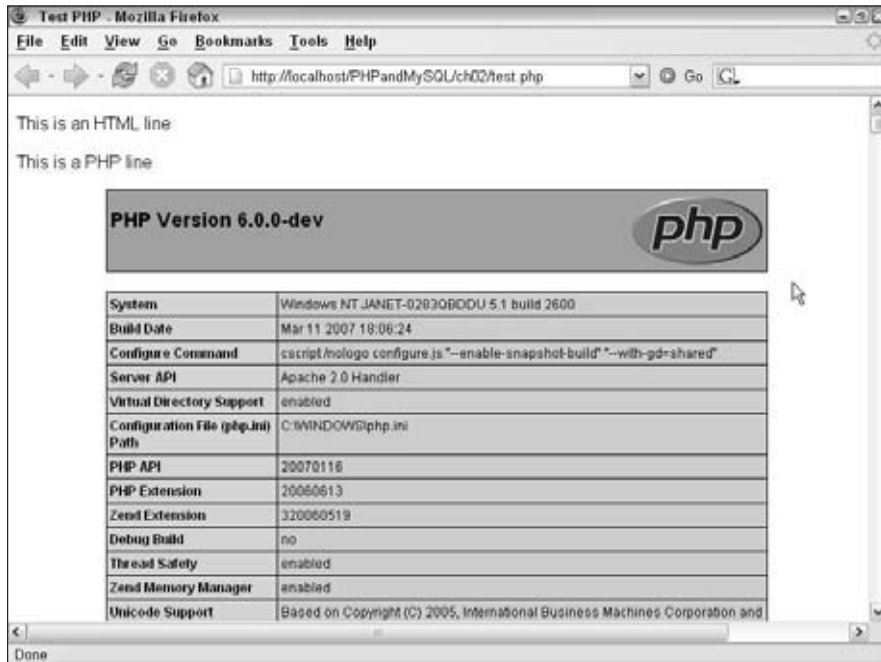 Test PHP - Mozilla Firefox
File Edit View Go Bookmarks Tools Help
http://localhost/PHPandMySQL/ch02/test.php
Go
G
This is an HTML line
This is a PHP line
PHP Version 6.0.0-dev
php
System Windows NT JANET-0283QBDDU 5.1 build 2600
Build Date Mar 11 2007 18:06:24
Configure Command cscript /nologo configure.js "--enable-snapshot-build" "--with-gd=shared"
Server API Apache 2.0 Handler
Virtual Directory Support enabled
Configuration File (php.ini) C:\WINDOWS\php.ini
Path
PHP API 20070116
PHP Extension 20060613
Zend Extension 320060519
Debug Build no
Thread Safety enabled
Zend Memory Manager enabled
Unicode Support Based on Copyright (C) 2005, International Business Machines Corporation and
Done